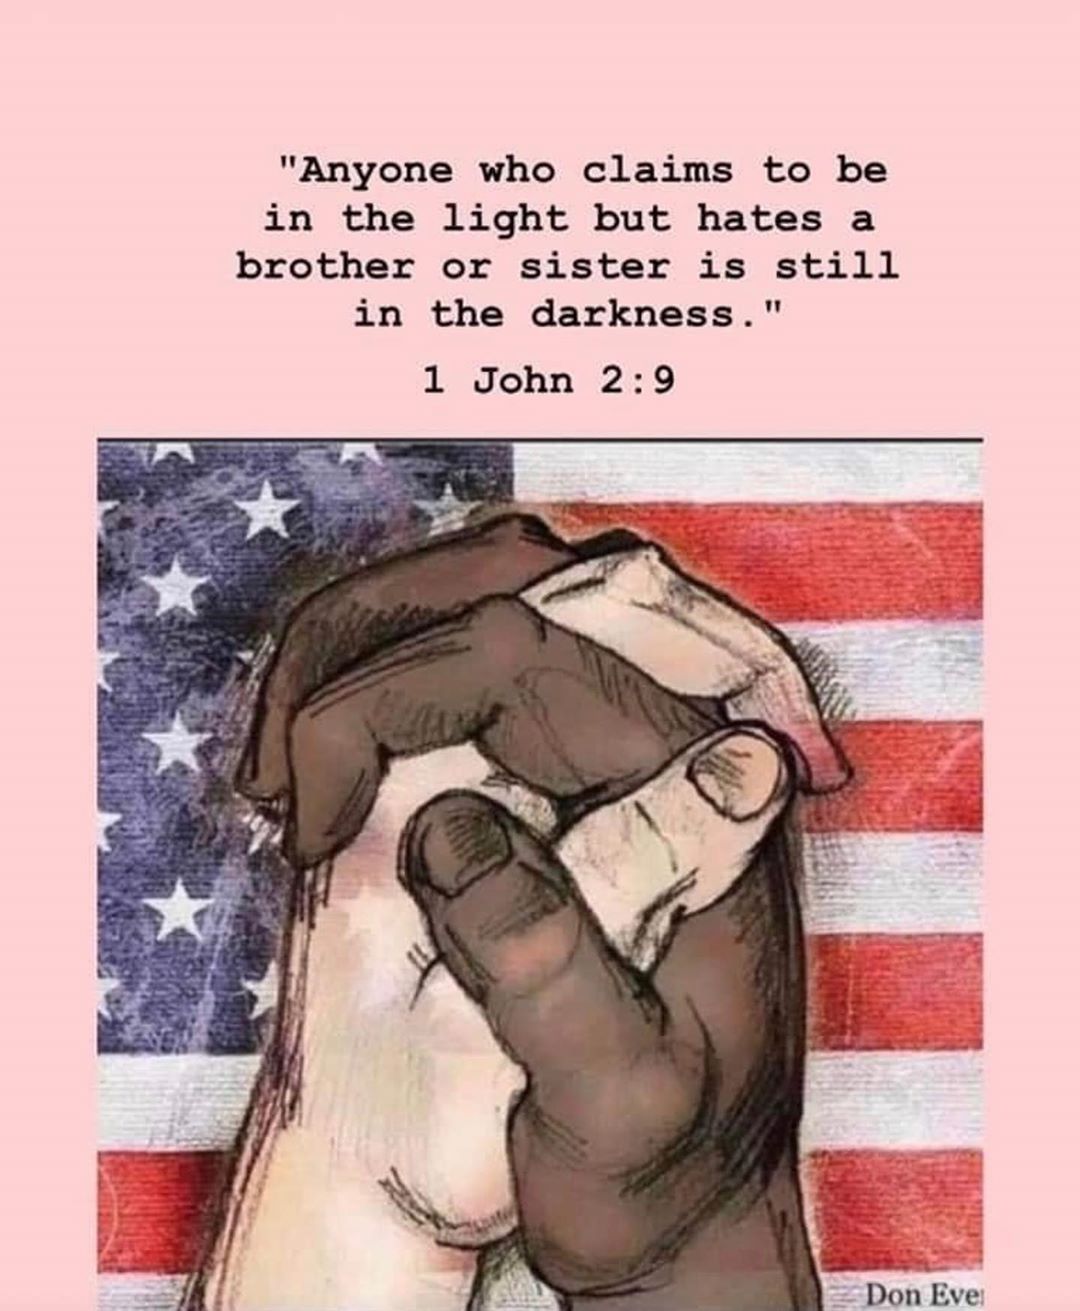 "Anyone who claims to be
in the light but hates a
brother or sister is still
in the darkness."
1 John 2:9
Don Eve